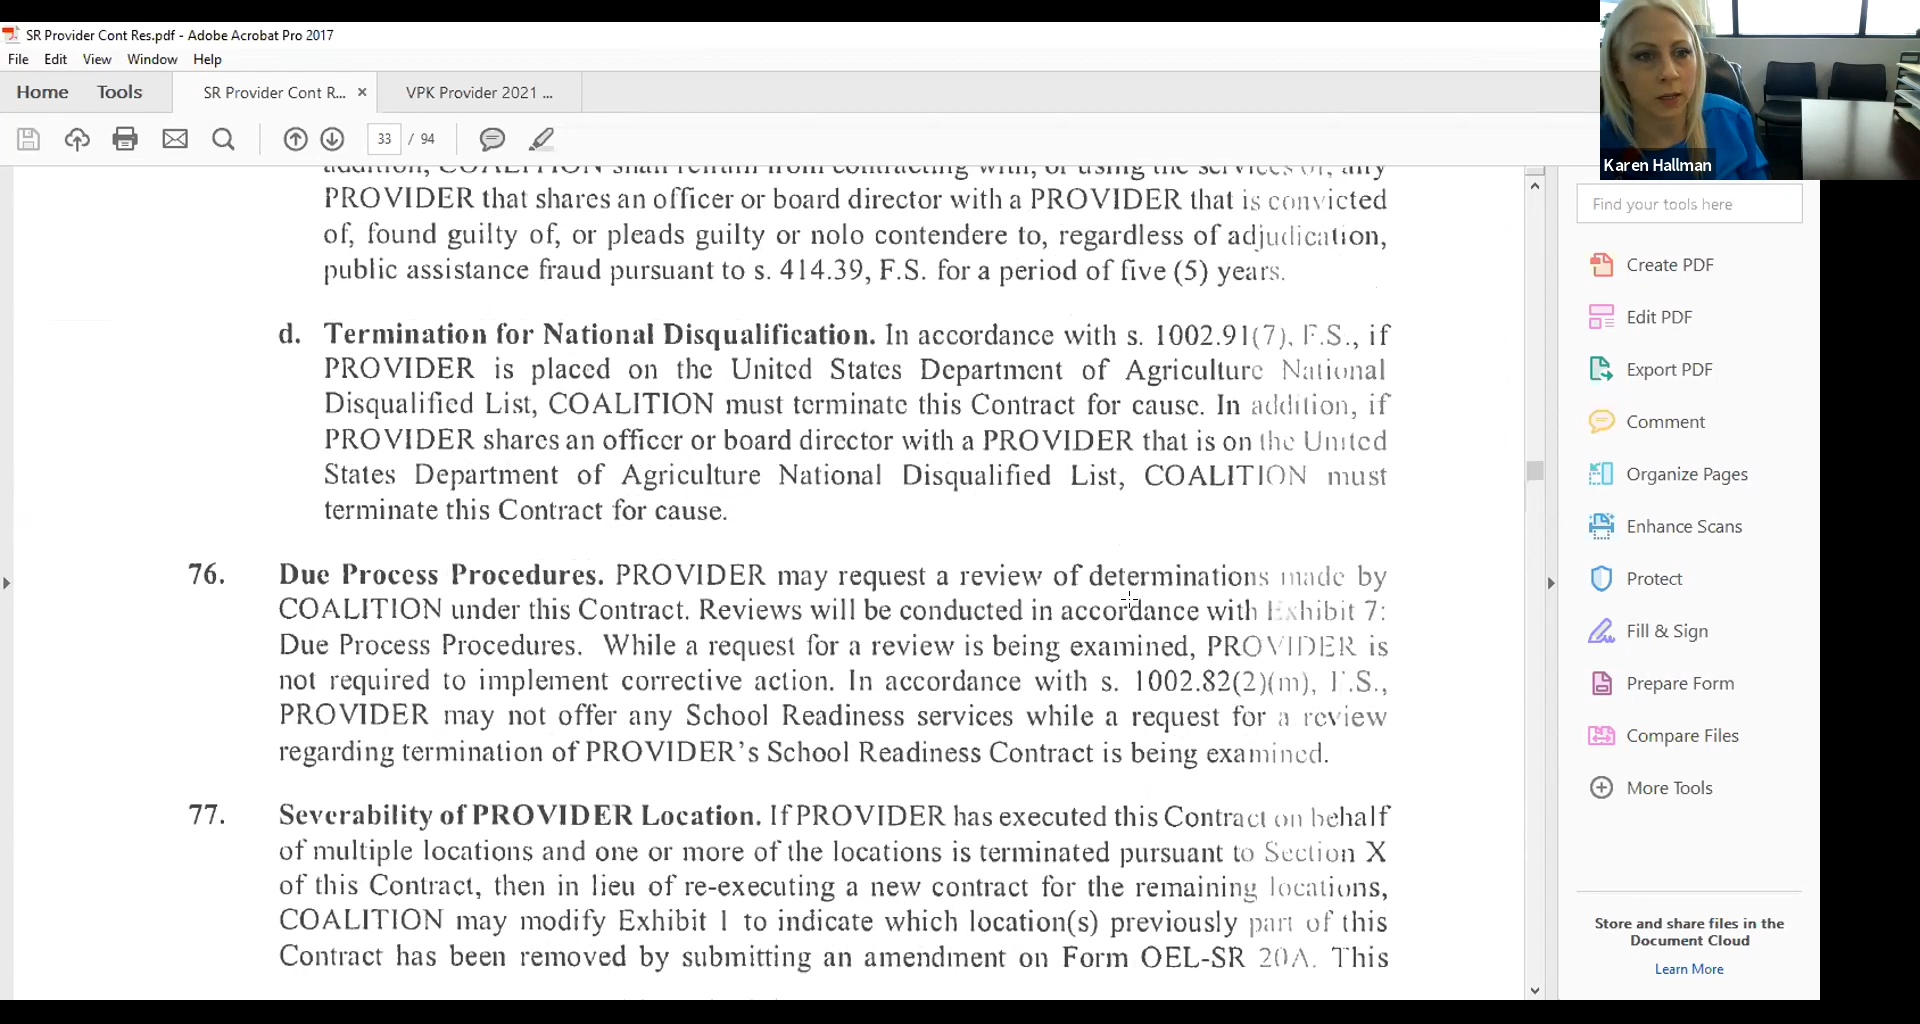 SR Provider Cont Res.pdf - Adobe Acrobat Pro 2017
File Edit View Window Help
Home Tools SR Provider Cont R... × VPK Provider 2021 ...
33 / 94
Karen Hallman
addition, COALITION shall refrain from contracting with, or using the services of, any
PROVIDER that shares an officer or board director with a PROVIDER that is convicted
of, found guilty of, or pleads guilty or nolo contendere to, regardless of adjudication,
public assistance fraud pursuant to s. 414.39, F.S. for a period of five (5) years.
d. Termination for National Disqualification. In accordance with s. 1002.91(7), F.S., if
PROVIDER is placed on the United States Department of Agriculture National
Disqualified List, COALITION must terminate this Contract for cause. In addition, if
PROVIDER shares an officer or board director with a PROVIDER that is on the United
States Department of Agriculture National Disqualified List, COALITION must
terminate this Contract for cause.
76. Due Process Procedures. PROVIDER may request a review of determinations made by
COALITION under this Contract. Reviews will be conducted in accordance with Exhibit 7:
Due Process Procedures. While a request for a review is being examined, PROVIDER is
not required to implement corrective action. In accordance with s. 1002.82(2)(m), F.S.,
PROVIDER may not offer any School Readiness services while a request for a review
regarding termination of PROVIDER's School Readiness Contract is being examined.
77. Severability of PROVIDER Location. If PROVIDER has executed this Contract on behalf
of multiple locations and one or more of the locations is terminated pursuant to Section X
of this Contract, then in lieu of re-executing a new contract for the remaining locations,
COALITION may modify Exhibit 1 to indicate which location(s) previously part of this
Contract has been removed by submitting an amendment on Form OEL-SR 20A. This
Find your tools here
Create PDF
Edit PDF
Export PDF
Comment
Organize Pages
Enhance Scans
Protect
Fill & Sign
Prepare Form
Compare Files
More Tools
Store and share files in the
Document Cloud
Learn More